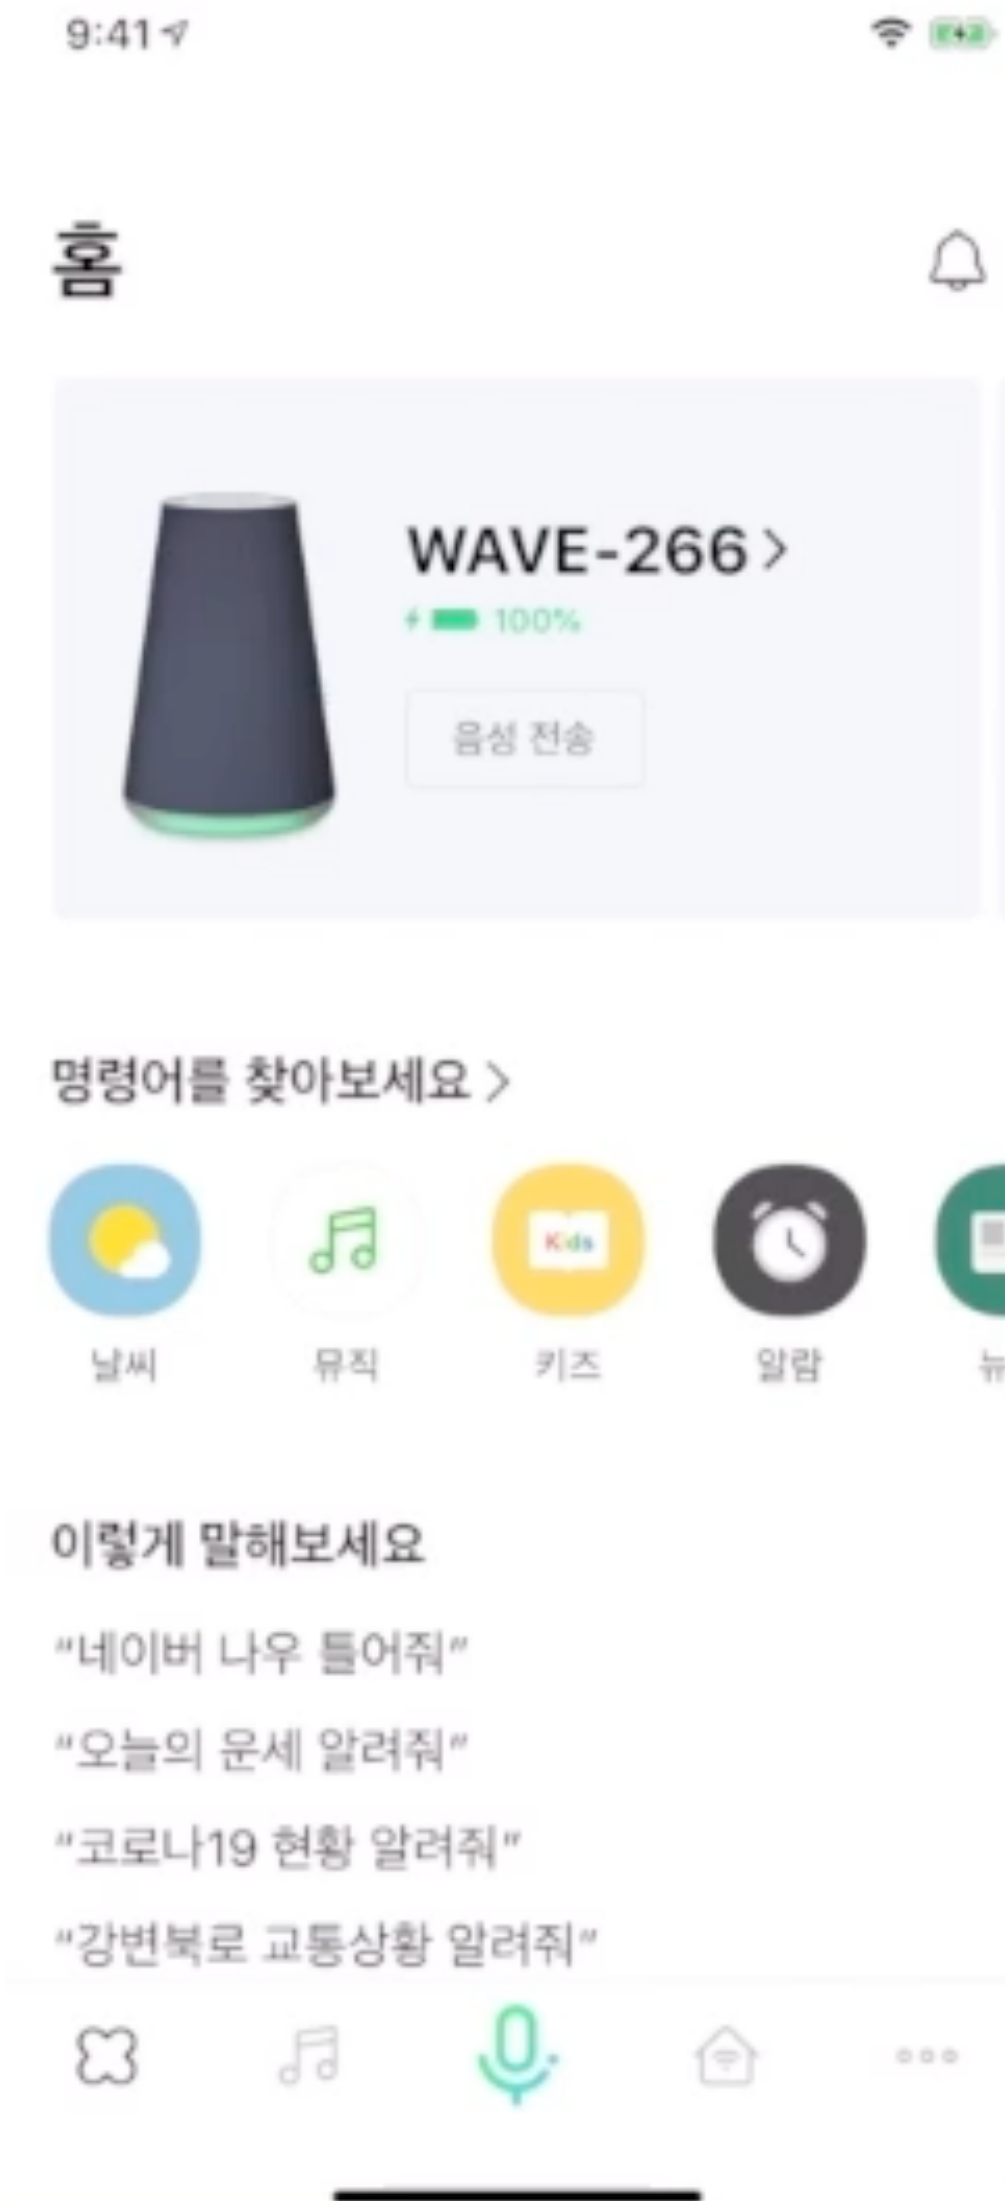 9:41
홈
WAVE-266
100%
음성 전송
명령어를 찾아보세요
Kids
날씨 뮤직 키즈 알람 뉴
이렇게 말해보세요
“네이버 나우 틀어줘”
“오늘의 운세 알려줘”
“코로나19 현황 알려줘”
“강변북로 교통상황 알려줘”